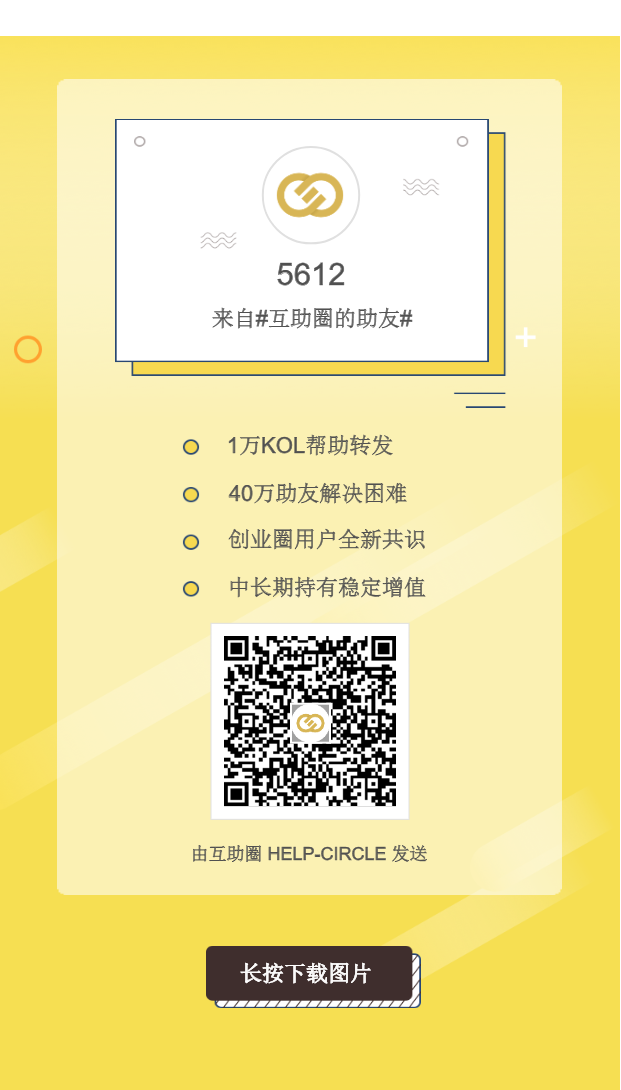 5612
来自#互助圈的助友#
1万KOL帮助转发
40万助友解决困难
创业圈用户全新共识
中长期持有稳定增值
由互助圈 HELP-CIRCLE 发送
长按下载图片